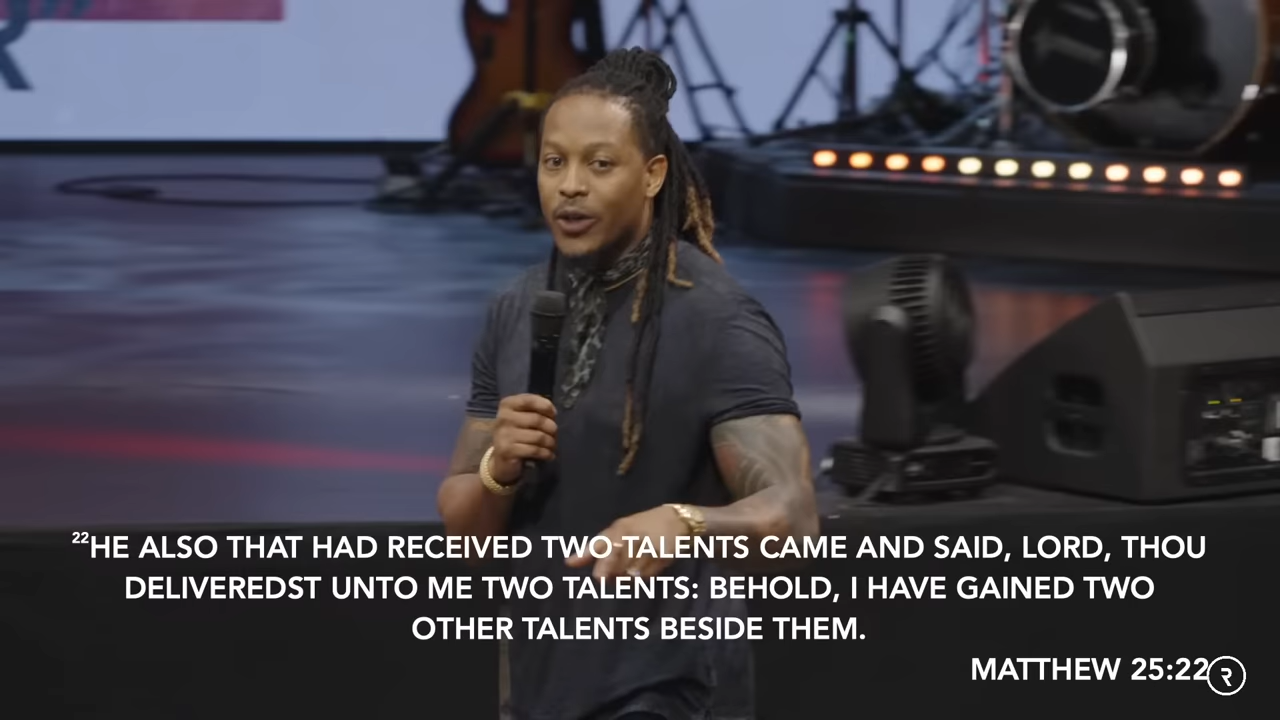 R
²²HE ALSO THAT HAD RECEIVED TWO TALENTS CAME AND SAID, LORD, THOU
DELIVEREDST UNTO ME TWO TALENTS: BEHOLD, I HAVE GAINED TWO
OTHER TALENTS BESIDE THEM.
MATTHEW 25:22
R